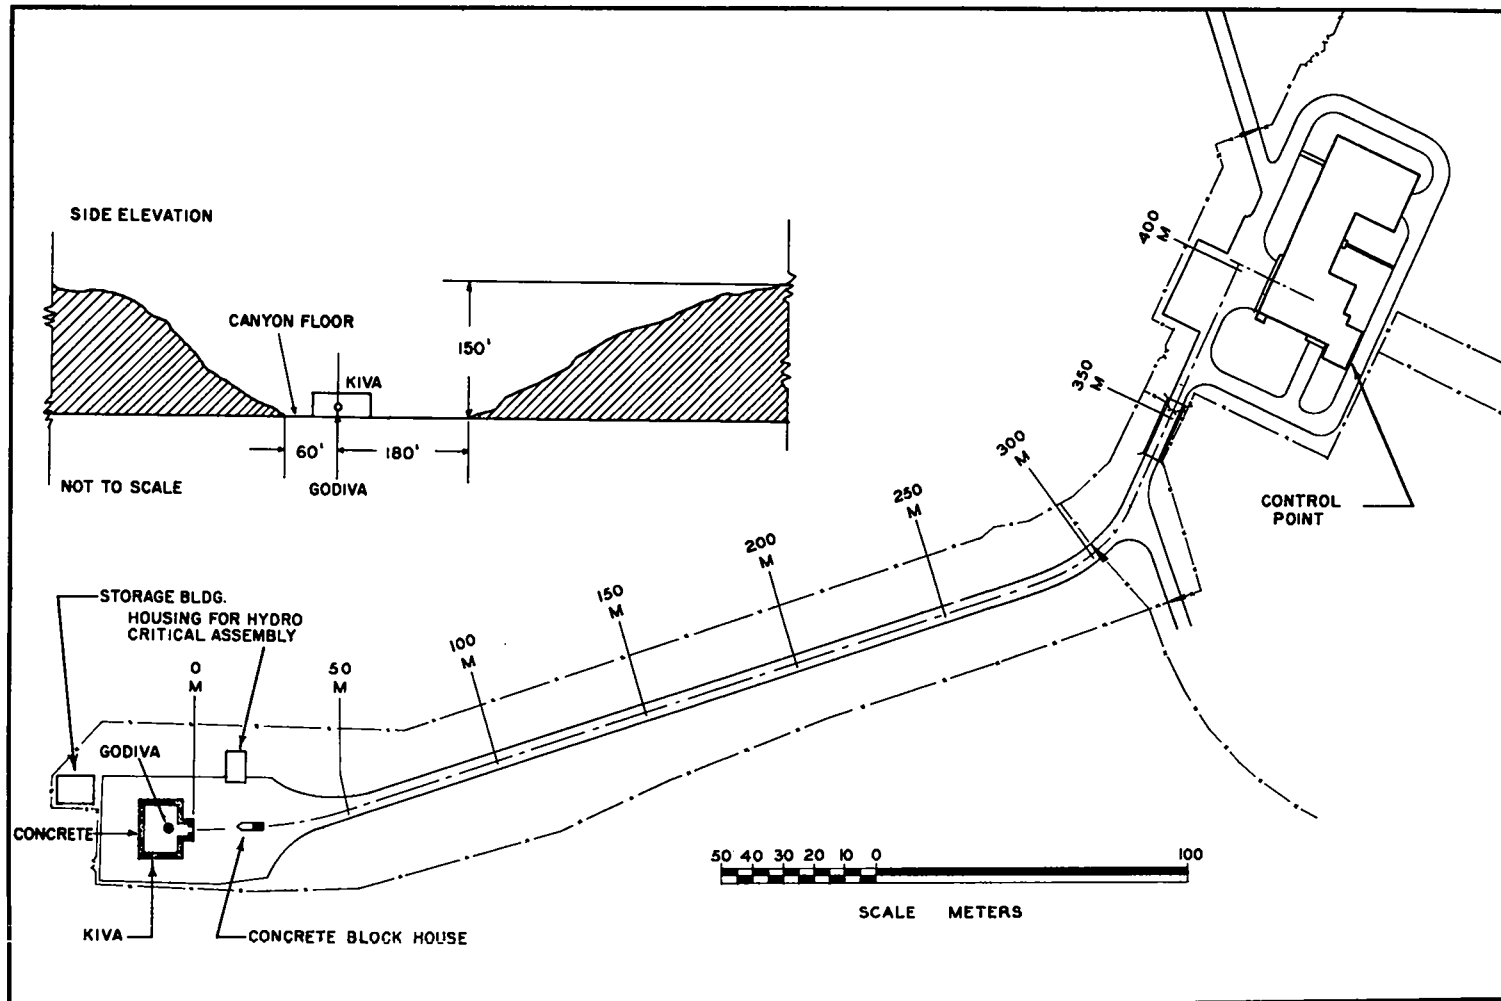 SIDE ELEVATION
CANYON FLOOR
KIVA
150'
60'
180'
GODIVA
NOT TO SCALE
400
M
350
M
300
M
250
M
200
M
150
M
100
M
50
M
0
M
CONTROL
POINT
STORAGE BLDG.
HOUSING FOR HYDRO
CRITICAL ASSEMBLY
GODIVA
CONCRETE
KIVA
CONCRETE BLOCK HOUSE
50 40 30 20 10 0 100
SCALE METERS